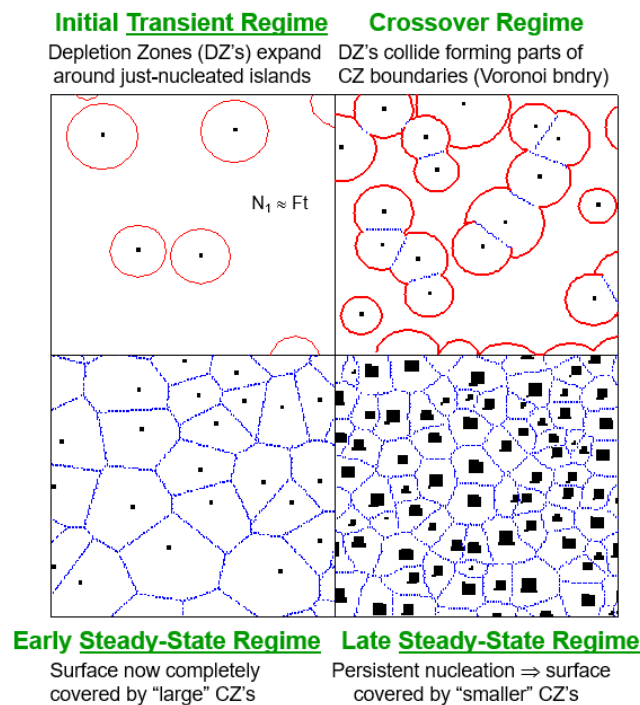 Initial Transient Regime
Depletion Zones (DZ's) expand
around just-nucleated islands
Crossover Regime
DZ's collide forming parts of
CZ boundaries (Voronoi bndry)
N₁ ≈ Ft
Early Steady-State Regime
Surface now completely
covered by "large" CZ's
Late Steady-State Regime
Persistent nucleation ⇒ surface
covered by "smaller" CZ's